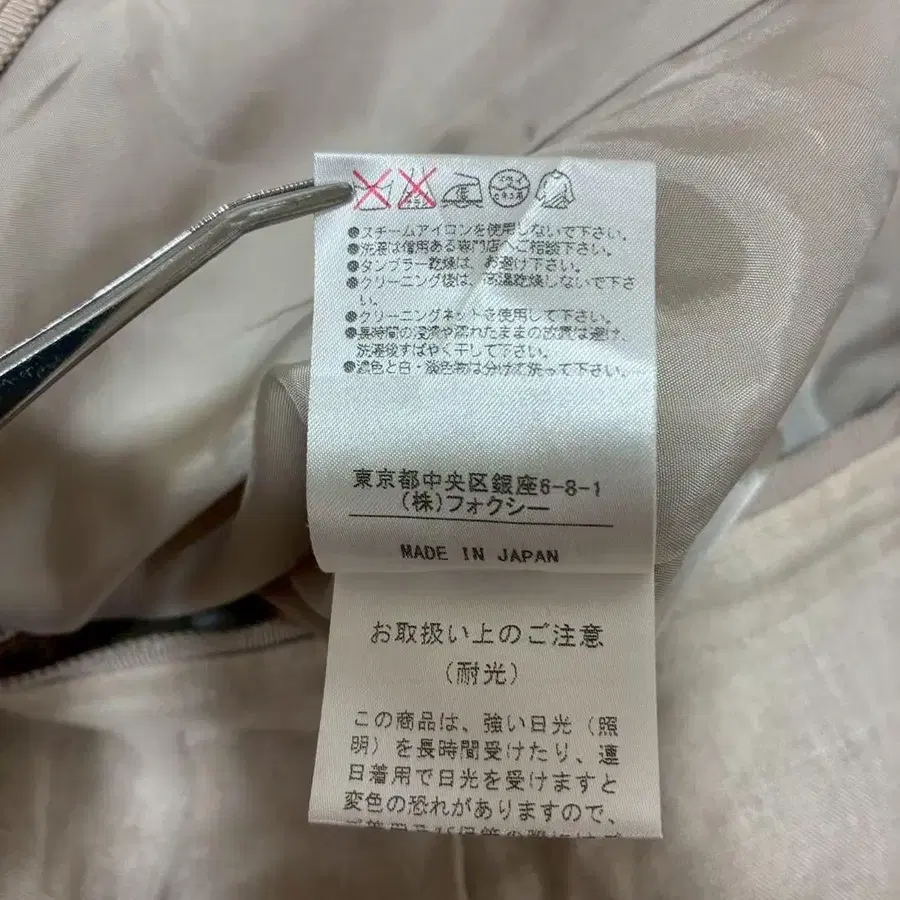 ●スチームアイロンを使用しないで下さい。
●洗濯は信用ある専門店へご相談下さい。
●タンブラー乾燥は、お避け下さい。
●クリーニング後は、高温乾燥しないで下さ
い。
●クリーニングネットを使用して下さい。
●長時間の浸漬や濡れたままの放置は避け、
洗濯後すばやく干して下さい。
●濃色と白・淡色物は分けて洗って下さい。
東京都中央区銀座6-8-1
(株)フォクシー
MADE IN JAPAN
お取扱い上のご注意
(耐光)
この商品は、強い日光(照
明)を長時間受けたり、連
日着用で日光を受けますと
変色の恐れがありますので、